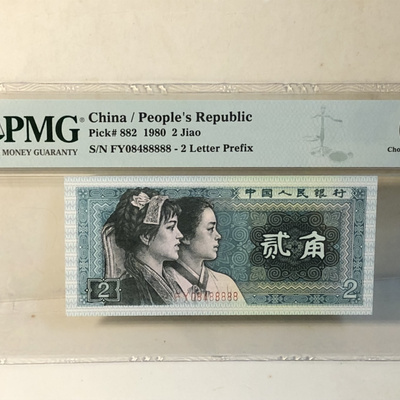 PMG®
MONEY GUARANTY
China / People's Republic
Pick# 882 1980 2 Jiao
S/N FY08488888 - 2 Letter Prefix
中国人民银行
贰角
FY08488888
2
2